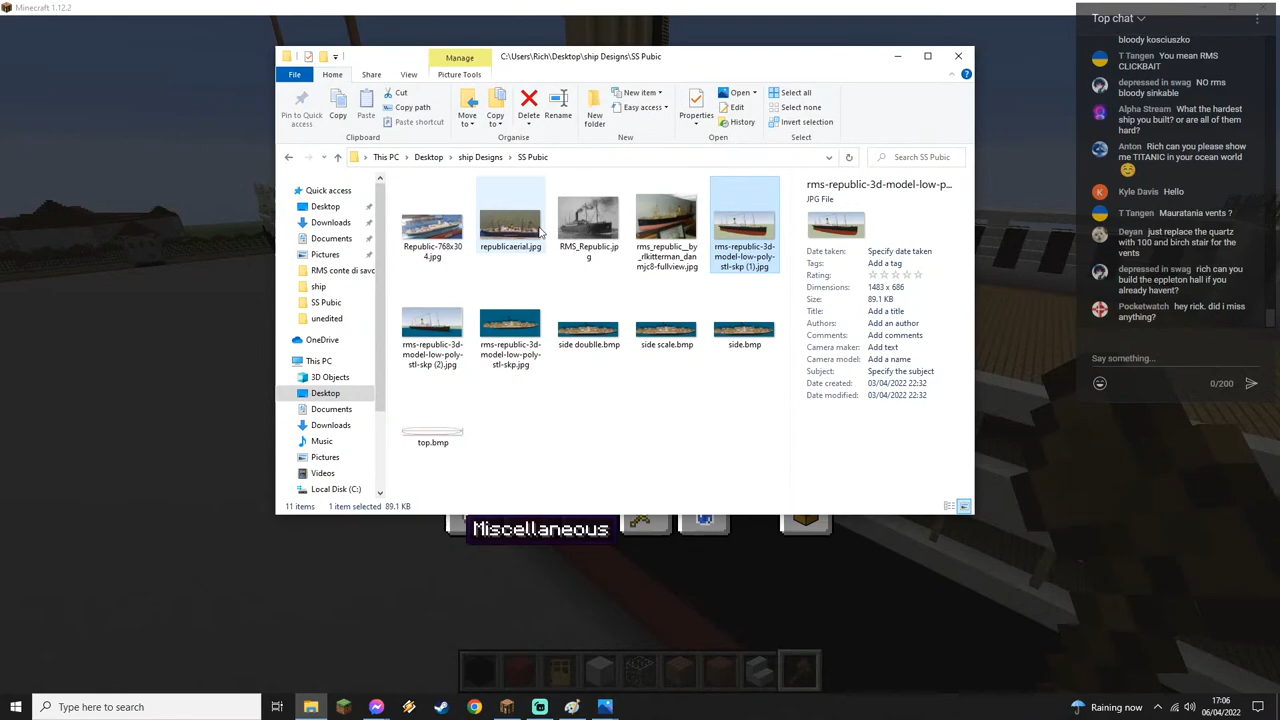 Minecraft 1.12.2
Manage
C:\Users\Rich\Desktop\ship Designs\SS Pubic
File
Home
Share
View
Picture Tools
Pin to Quick access
Copy
Paste
Cut
Copy path
Paste shortcut
Clipboard
Move to
Copy to
Delete
Rename
Organise
New folder
New item
Easy access
New
Properties
Open
Edit
History
Open
Select all
Select none
Invert selection
Select
This PC
Desktop
ship Designs
SS Pubic
Search SS Pubic
Quick access
Desktop
Downloads
Documents
Pictures
RMS conte di savc
ship
SS Pubic
unedited
OneDrive
This PC
3D Objects
Desktop
Documents
Downloads
Music
Pictures
Videos
Local Disk (C:)
Republic-768x30
4.jpg
republicaerial.jpg
RMS_Republic.jp
g
rms_republic__by
_rlkitterman_dan
mjc8-fullview.jpg
rms-republic-3d-
model-low-poly-
stl-skp (1).jpg
rms-republic-3d-
model-low-poly-
stl-skp (2).jpg
rms-republic-3d-
model-low-poly-
stl-skp.jpg
side doublle.bmp
side scale.bmp
side.bmp
top.bmp
rms-republic-3d-model-low-p...
JPG File
Date taken: Specify date taken
Tags: Add a tag
Rating:
Dimensions: 1483 x 686
Size: 89.1 KB
Title: Add a title
Authors: Add an author
Comments: Add comments
Camera maker: Add text
Camera model: Add a name
Subject: Specify the subject
Date created: 03/04/2022 22:32
Date modified: 03/04/2022 22:32
11 items 1 item selected 89.1 KB
Miscellaneous
Top chat
bloody kosciuszko
T Tangen You mean RMS
CLICKBAIT
depressed in swag NO rms
bloody sinkable
Alpha Stream What the hardest
ship you built? or are all of them
hard?
Anton Rich can you please show
me TITANIC in your ocean world
Kyle Davis Hello
T Tangen Mauratania vents ?
Deyan just replace the quartz
with 100 and birch stair for the
vents
depressed in swag rich can you
build the eppleton hall if you
already havent?
Pocketwatch hey rick. did i miss
anything?
Say something...
0/200
Type here to search
Raining now
17:06
06/04/2022